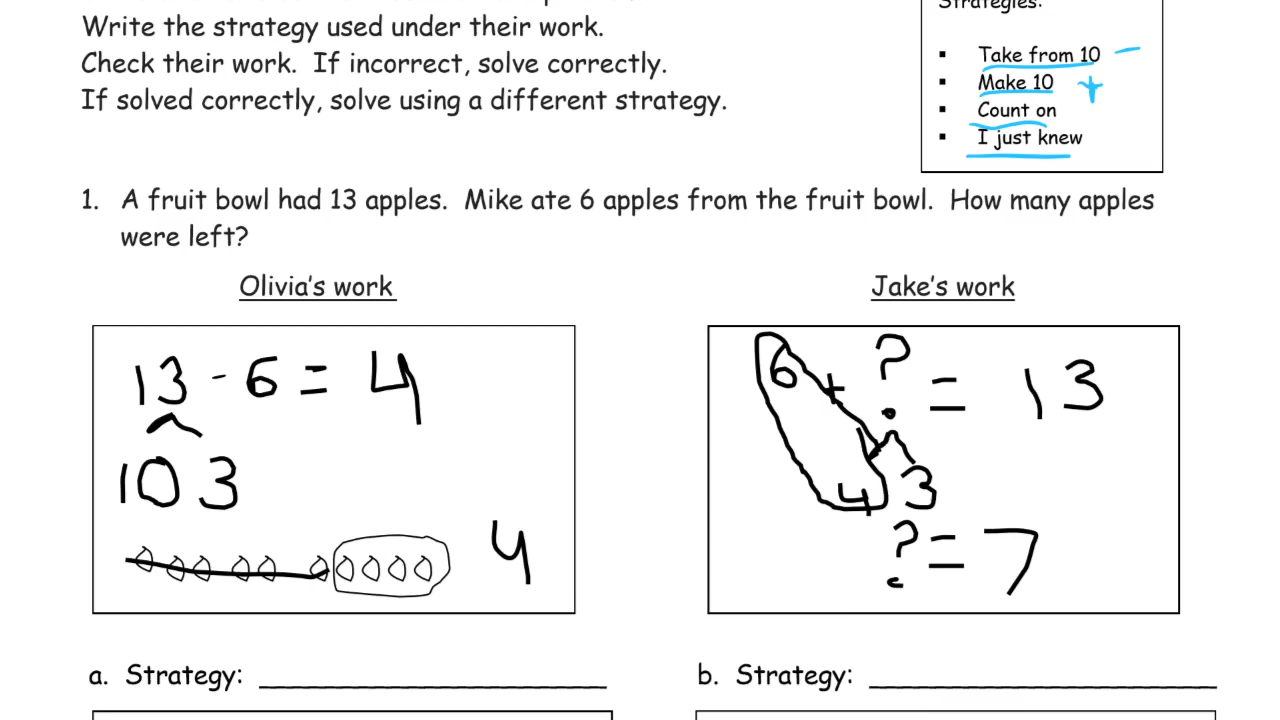 Write the strategy used under their work.
Check their work.  If incorrect, solve correctly.
If solved correctly, solve using a different strategy.
Strategies:
▪ Take from 10 –
▪ Make 10 +
▪ Count on
▪ I just knew
1. A fruit bowl had 13 apples.  Mike ate 6 apples from the fruit bowl.  How many apples
were left?
Olivia's work
13 - 6 = 4
10 3
4
Jake's work
6 + ? = 13
4 3
? = 7
a. Strategy: ____________________
b. Strategy: ____________________